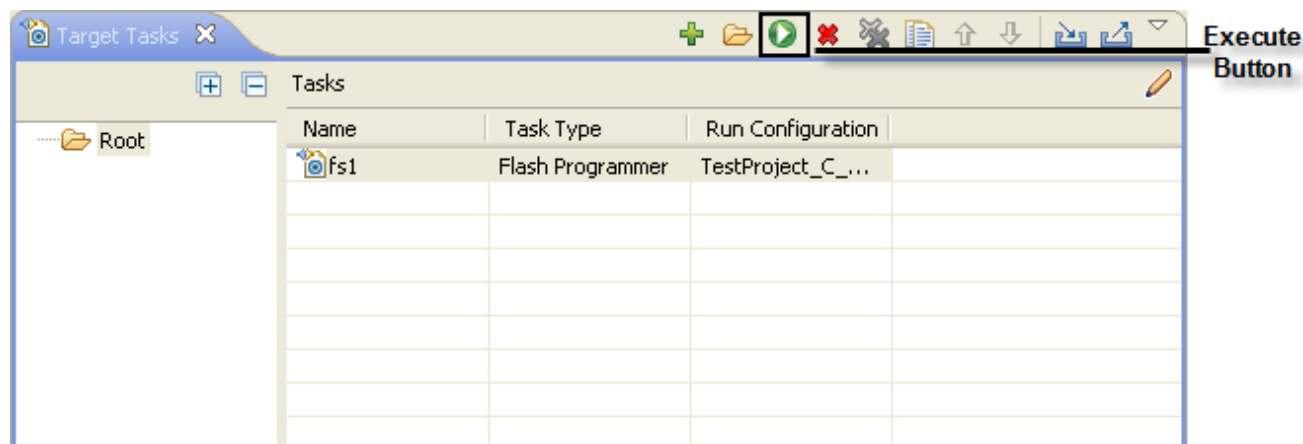 Target Tasks
Execute
Button
Tasks
Root
Name Task Type Run Configuration
fs1 Flash Programmer TestProject_C_...